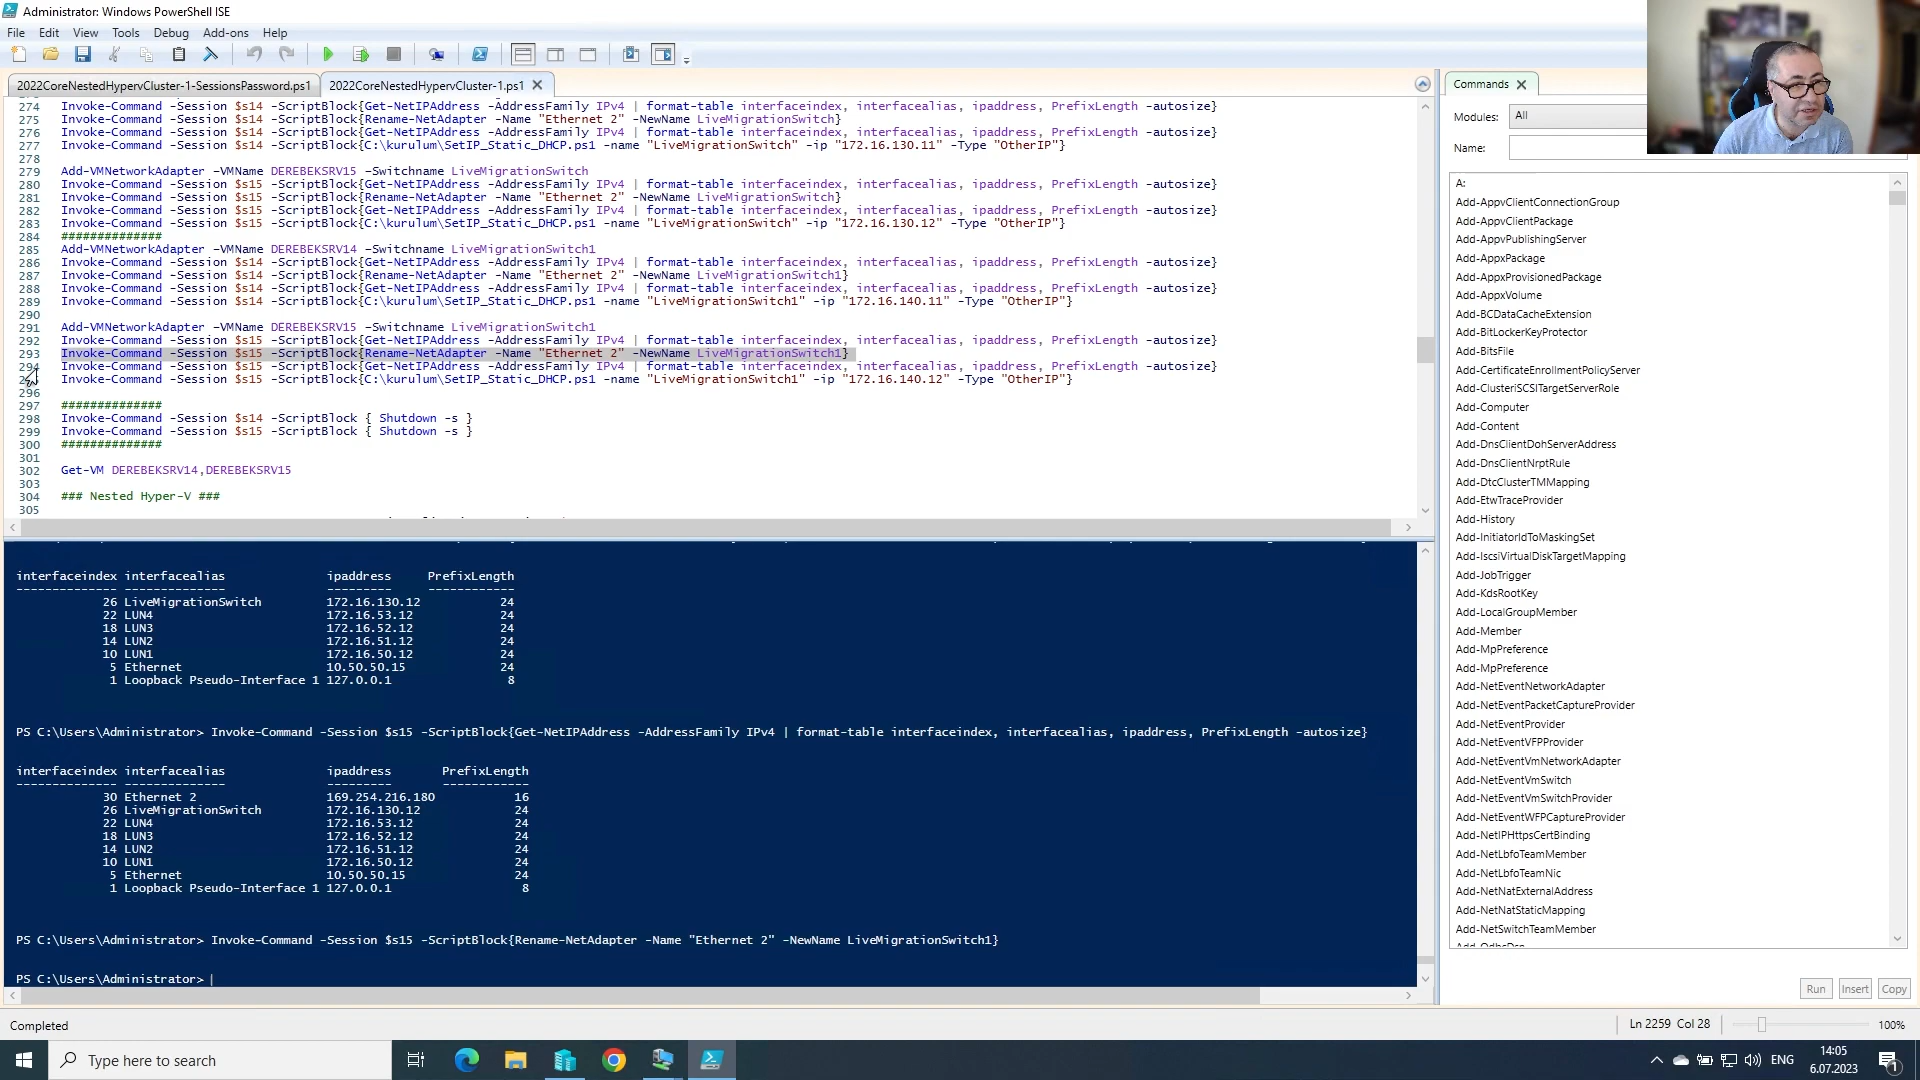 Administrator: Windows PowerShell ISE
File Edit View Tools Debug Add-ons Help
2022CoreNestedHypervCluster-1-SessionsPassword.ps1
2022CoreNestedHypervCluster-1.ps1
274 Invoke-Command -Session $s14 -ScriptBlock{Get-NetIPAddress -AddressFamily IPv4 | format-table interfaceindex, interfacealias, ipaddress, PrefixLength -autosize}
275 Invoke-Command -Session $s14 -ScriptBlock{Rename-NetAdapter -Name "Ethernet 2" -NewName LiveMigrationSwitch}
276 Invoke-Command -Session $s14 -ScriptBlock{Get-NetIPAddress -AddressFamily IPv4 | format-table interfaceindex, interfacealias, ipaddress, PrefixLength -autosize}
277 Invoke-Command -Session $s14 -ScriptBlock{C:\kurulum\SetIP_Static_DHCP.ps1 -name "LiveMigrationSwitch" -ip "172.16.130.11" -Type "OtherIP"}
278
279 Add-VMNetworkAdapter -VMName DEREBEKSRV15 -Switchname LiveMigrationSwitch
280 Invoke-Command -Session $s15 -ScriptBlock{Get-NetIPAddress -AddressFamily IPv4 | format-table interfaceindex, interfacealias, ipaddress, PrefixLength -autosize}
281 Invoke-Command -Session $s15 -ScriptBlock{Rename-NetAdapter -Name "Ethernet 2" -NewName LiveMigrationSwitch}
282 Invoke-Command -Session $s15 -ScriptBlock{Get-NetIPAddress -AddressFamily IPv4 | format-table interfaceindex, interfacealias, ipaddress, PrefixLength -autosize}
283 Invoke-Command -Session $s15 -ScriptBlock{C:\kurulum\SetIP_Static_DHCP.ps1 -name "LiveMigrationSwitch" -ip "172.16.130.12" -Type "OtherIP"}
284 ##############
285 Add-VMNetworkAdapter -VMName DEREBEKSRV14 -Switchname LiveMigrationSwitch1
286 Invoke-Command -Session $s14 -ScriptBlock{Get-NetIPAddress -AddressFamily IPv4 | format-table interfaceindex, interfacealias, ipaddress, PrefixLength -autosize}
287 Invoke-Command -Session $s14 -ScriptBlock{Rename-NetAdapter -Name "Ethernet 2" -NewName LiveMigrationSwitch1}
288 Invoke-Command -Session $s14 -ScriptBlock{Get-NetIPAddress -AddressFamily IPv4 | format-table interfaceindex, interfacealias, ipaddress, PrefixLength -autosize}
289 Invoke-Command -Session $s14 -ScriptBlock{C:\kurulum\SetIP_Static_DHCP.ps1 -name "LiveMigrationSwitch1" -ip "172.16.140.11" -Type "OtherIP"}
290
291 Add-VMNetworkAdapter -VMName DEREBEKSRV15 -Switchname LiveMigrationSwitch1
292 Invoke-Command -Session $s15 -ScriptBlock{Get-NetIPAddress -AddressFamily IPv4 | format-table interfaceindex, interfacealias, ipaddress, PrefixLength -autosize}
293 Invoke-Command -Session $s15 -ScriptBlock{Rename-NetAdapter -Name "Ethernet 2" -NewName LiveMigrationSwitch1}
294 Invoke-Command -Session $s15 -ScriptBlock{Get-NetIPAddress -AddressFamily IPv4 | format-table interfaceindex, interfacealias, ipaddress, PrefixLength -autosize}
Invoke-Command -Session $s15 -ScriptBlock{C:\kurulum\SetIP_Static_DHCP.ps1 -name "LiveMigrationSwitch1" -ip "172.16.140.12" -Type "OtherIP"}
296
297 ##############
298 Invoke-Command -Session $s14 -ScriptBlock { Shutdown -s }
299 Invoke-Command -Session $s15 -ScriptBlock { Shutdown -s }
300 ##############
301
302 Get-VM DEREBEKSRV14,DEREBEKSRV15
303
304 ### Nested Hyper-V ###
305
interfaceindex interfacealias ipaddress PrefixLength
-------------- -------------- --------- ------------
26 LiveMigrationSwitch 172.16.130.12 24
22 LUN4 172.16.53.12 24
18 LUN3 172.16.52.12 24
14 LUN2 172.16.51.12 24
10 LUN1 172.16.50.12 24
5 Ethernet 10.50.50.15 24
1 Loopback Pseudo-Interface 1 127.0.0.1 8
PS C:\Users\Administrator> Invoke-Command -Session $s15 -ScriptBlock{Get-NetIPAddress -AddressFamily IPv4 | format-table interfaceindex, interfacealias, ipaddress, PrefixLength -autosize}
interfaceindex interfacealias ipaddress PrefixLength
-------------- -------------- --------- ------------
30 Ethernet 2 169.254.216.180 16
26 LiveMigrationSwitch 172.16.130.12 24
22 LUN4 172.16.53.12 24
18 LUN3 172.16.52.12 24
14 LUN2 172.16.51.12 24
10 LUN1 172.16.50.12 24
5 Ethernet 10.50.50.15 24
1 Loopback Pseudo-Interface 1 127.0.0.1 8
PS C:\Users\Administrator> Invoke-Command -Session $s15 -ScriptBlock{Rename-NetAdapter -Name "Ethernet 2" -NewName LiveMigrationSwitch1}
PS C:\Users\Administrator>
Commands
Modules: All
Name:
A:
Add-AppvClientConnectionGroup
Add-AppvClientPackage
Add-AppvPublishingServer
Add-AppxPackage
Add-AppxProvisionedPackage
Add-AppxVolume
Add-BCDataCacheExtension
Add-BitLockerKeyProtector
Add-BitsFile
Add-CertificateEnrollmentPolicyServer
Add-ClusteriSCSITargetServerRole
Add-Computer
Add-Content
Add-DnsClientDohServerAddress
Add-DnsClientNrptRule
Add-DtcClusterTMMapping
Add-EtwTraceProvider
Add-History
Add-InitiatorIdToMaskingSet
Add-IscsiVirtualDiskTargetMapping
Add-JobTrigger
Add-KdsRootKey
Add-LocalGroupMember
Add-Member
Add-MpPreference
Add-MpPreference
Add-NetEventNetworkAdapter
Add-NetEventPacketCaptureProvider
Add-NetEventProvider
Add-NetEventVFPProvider
Add-NetEventVmNetworkAdapter
Add-NetEventVmSwitch
Add-NetEventVmSwitchProvider
Add-NetEventWFPCaptureProvider
Add-NetIPHttpsCertBinding
Add-NetLbfoTeamMember
Add-NetLbfoTeamNic
Add-NetNatExternalAddress
Add-NetNatStaticMapping
Add-NetSwitchTeamMember
Run Insert Copy
Completed
Ln 2259 Col 28
100%
Type here to search
ENG
14:05
6.07.2023
1